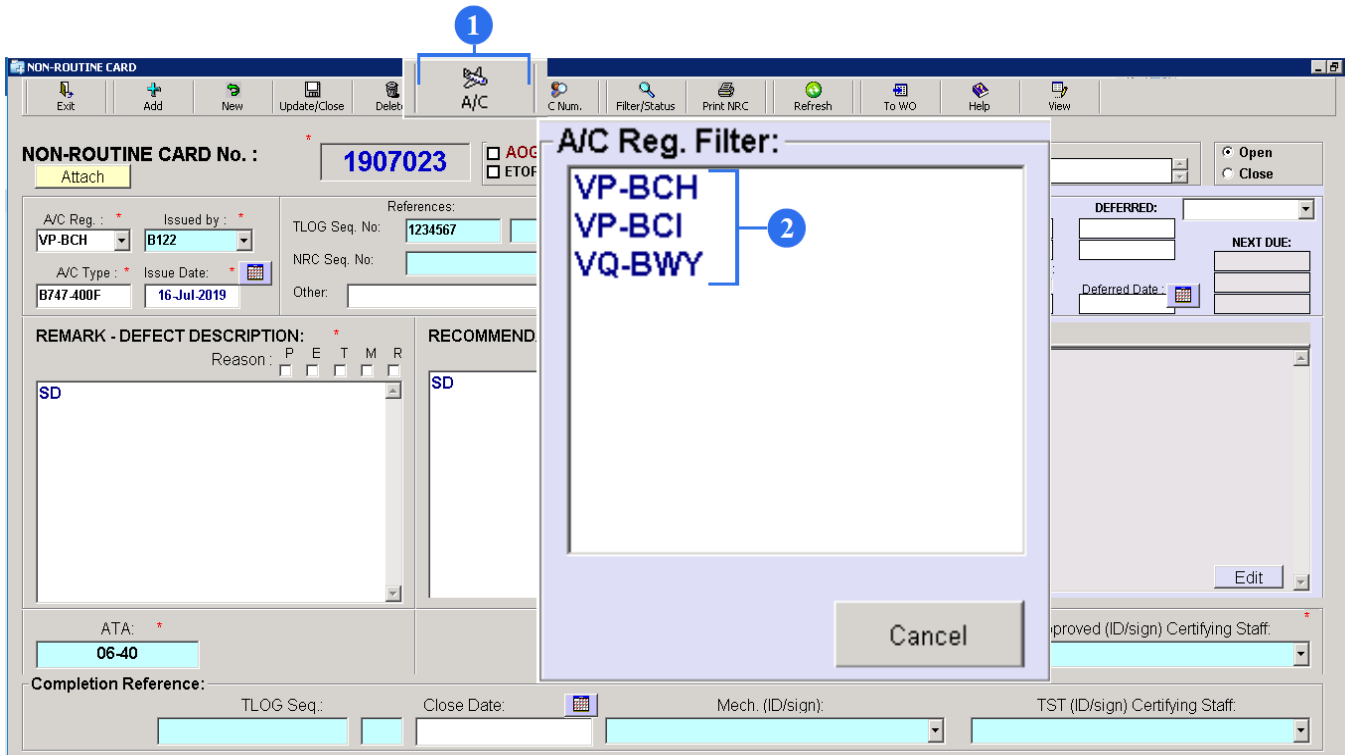 1
NON-ROUTINE CARD
Exit Add New Update/Close Delet A/C C Num. Filter/Status Print NRC Refresh To WO Help View
NON-ROUTINE CARD No. : * 1907023
Attach
AOG
ETOP
Open
Close
A/C Reg. : * Issued by : *
VP-BCH B122
A/C Type : * Issue Date: *
B747-400F 16-Jul-2019
References:
TLOG Seq. No: 1234567
NRC Seq. No:
Other:
A/C Reg. Filter:
VP-BCH
VP-BCI
VQ-BWY
2
Cancel
DEFERRED:
NEXT DUE:
Deferred Date :
REMARK - DEFECT DESCRIPTION: *
Reason : P E T M R
SD
RECOMMEND
SD
Edit
ATA: *
06-40
proved (ID/sign) Certifying Staff: *
Completion Reference:
TLOG Seq.: Close Date: Mech. (ID/sign): TST (ID/sign) Certifying Staff: